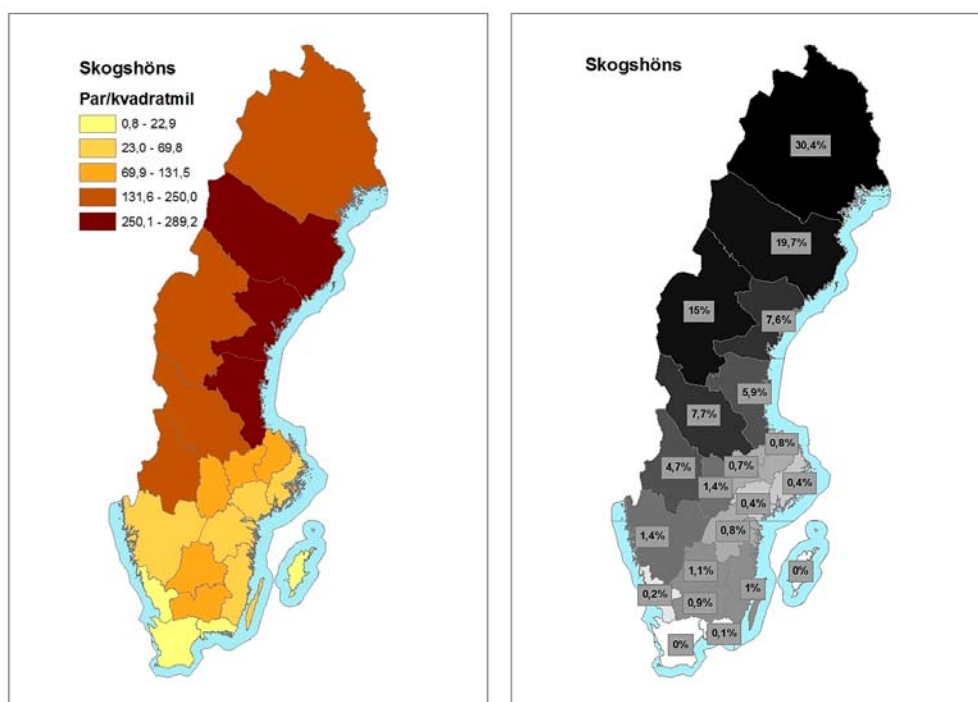 Skogshöns
Par/kvadratmil
0,8 - 22,9
23,0 - 69,8
69,9 - 131,5
131,6 - 250,0
250,1 - 289,2
Skogshöns
30,4%
19,7%
15%
7,6%
5,9%
7,7%
0,8%
4,7%
0,7%
1,4%
0,4%
0,4%
1,4%
0,8%
1,1%
0%
0,2%
0,9%
1%
0,1%
0%